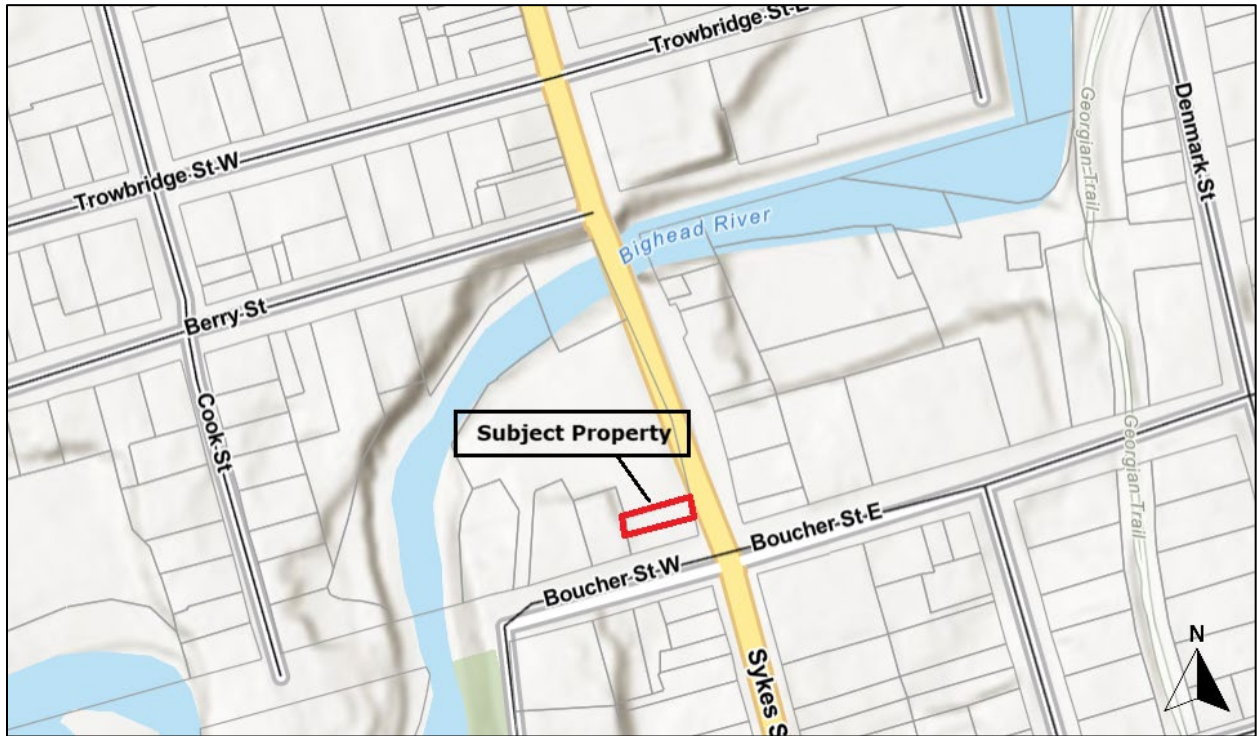 Trowbridge St E
Trowbridge St W
Berry St
Bighead River
Georgian Trail
Denmark St
Cook St
Subject Property
Georgian Trail
Boucher St E
Boucher St W
Sykes S
N